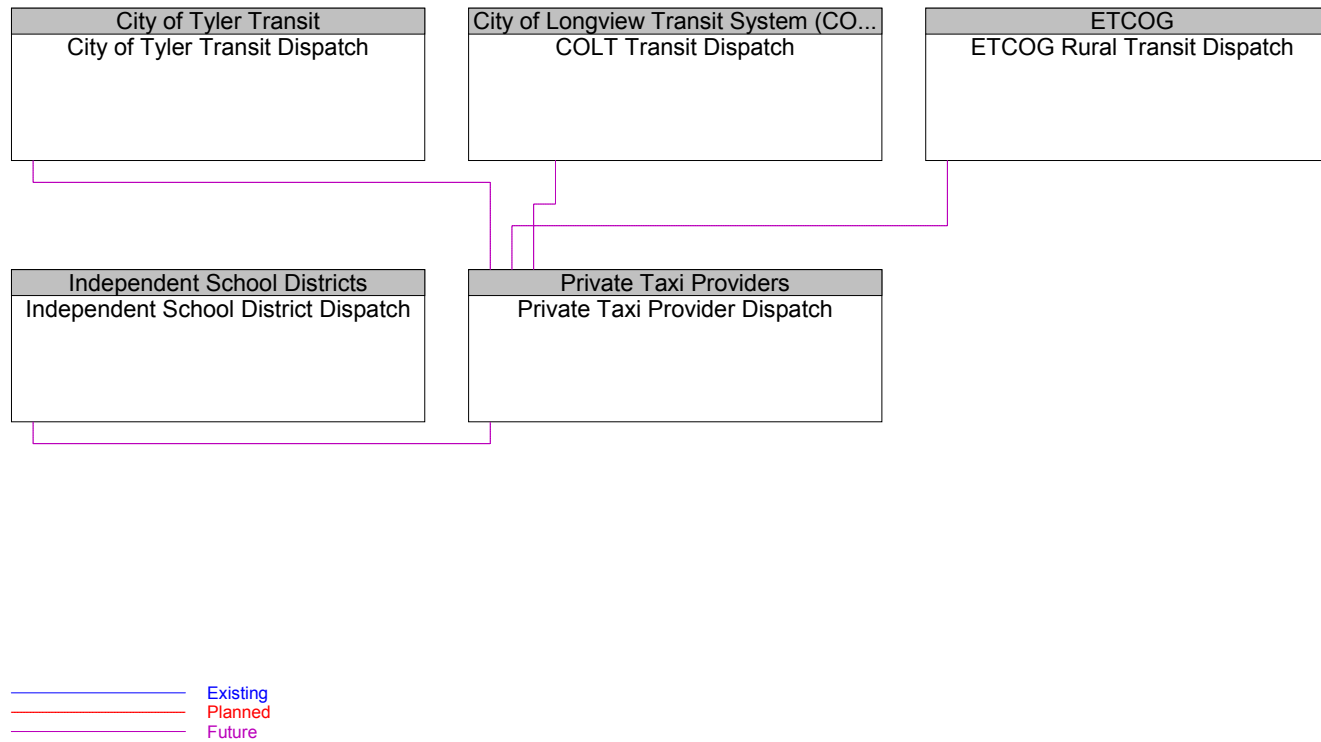 City of Tyler Transit
City of Tyler Transit Dispatch
City of Longview Transit System (CO...
COLT Transit Dispatch
ETCOG
ETCOG Rural Transit Dispatch
Independent School Districts
Independent School District Dispatch
Private Taxi Providers
Private Taxi Provider Dispatch
Existing
Planned
Future